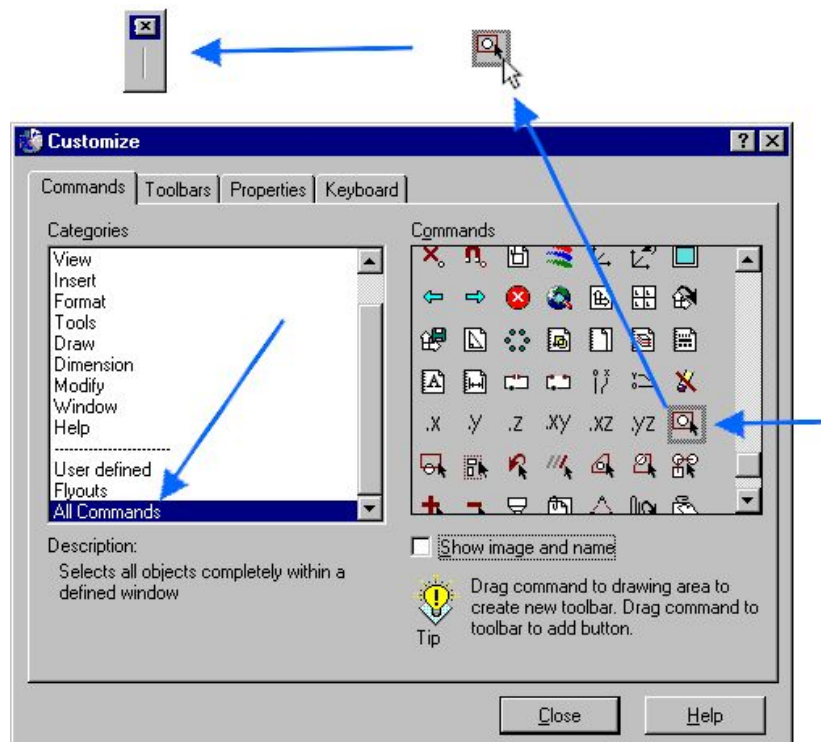 Customize
Commands Toolbars Properties Keyboard
Categories
View
Insert
Format
Tools
Draw
Dimension
Modify
Window
Help
--------------------
User defined
Flyouts
All Commands
Commands
.X .Y .Z .XY .XZ .YZ
Description:
Selects all objects completely within a
defined window
Show image and name
Tip
Drag command to drawing area to
create new toolbar. Drag command to
toolbar to add button.
Close Help